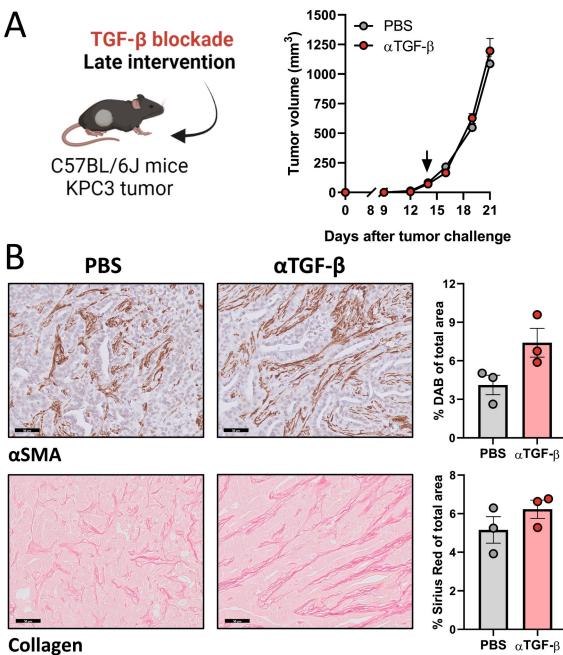 A
TGF-β blockade
Late intervention
C57BL/6J mice
KPC3 tumor
Tumor volume (mm³)
1500
1250
1000
750
500
250
0
PBS
αTGF-β
0 8 9 12 15 18 21
Days after tumor challenge
B
PBS
αTGF-β
αSMA
% DAB of total area
12
9
6
3
0
PBS αTGF-β
Collagen
% Sirius Red of total area
8
6
4
2
0
PBS αTGF-β